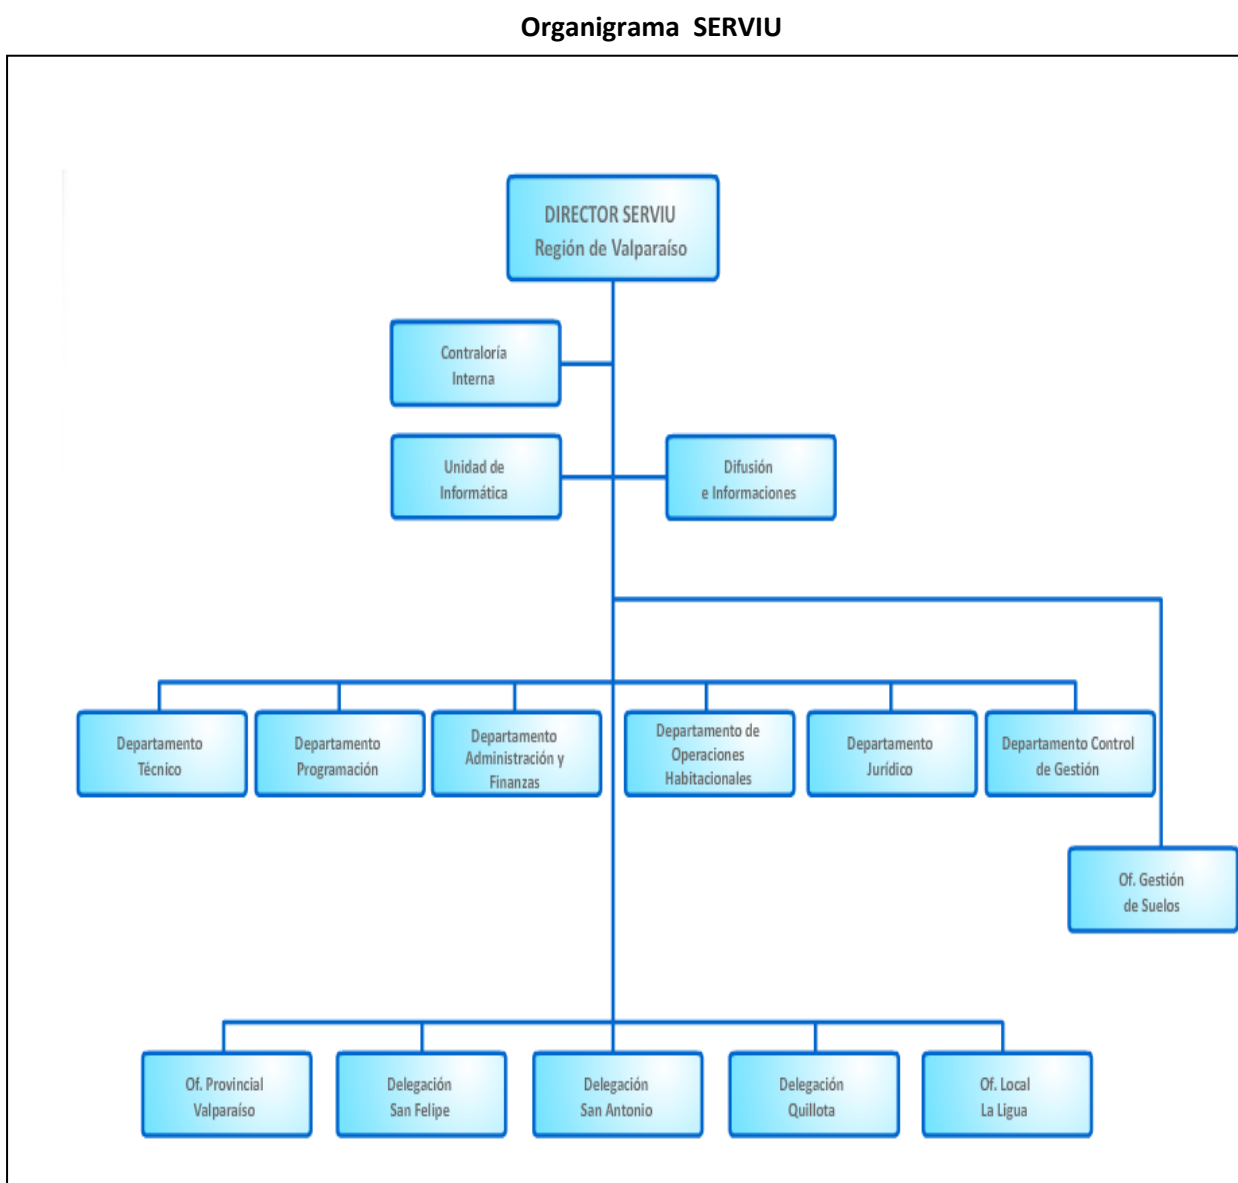 Organigrama SERVIU
DIRECTOR SERVIU
Región de Valparaíso
Contraloría
Interna
Unidad de
Informática
Difusión
e Informaciones
Departamento
Técnico
Departamento
Programación
Departamento
Administración y
Finanzas
Departamento de
Operaciones
Habitacionales
Departamento
Jurídico
Departamento Control
de Gestión
Of. Gestión
de Suelos
Of. Provincial
Valparaíso
Delegación
San Felipe
Delegación
San Antonio
Delegación
Quillota
Of. Local
La Ligua